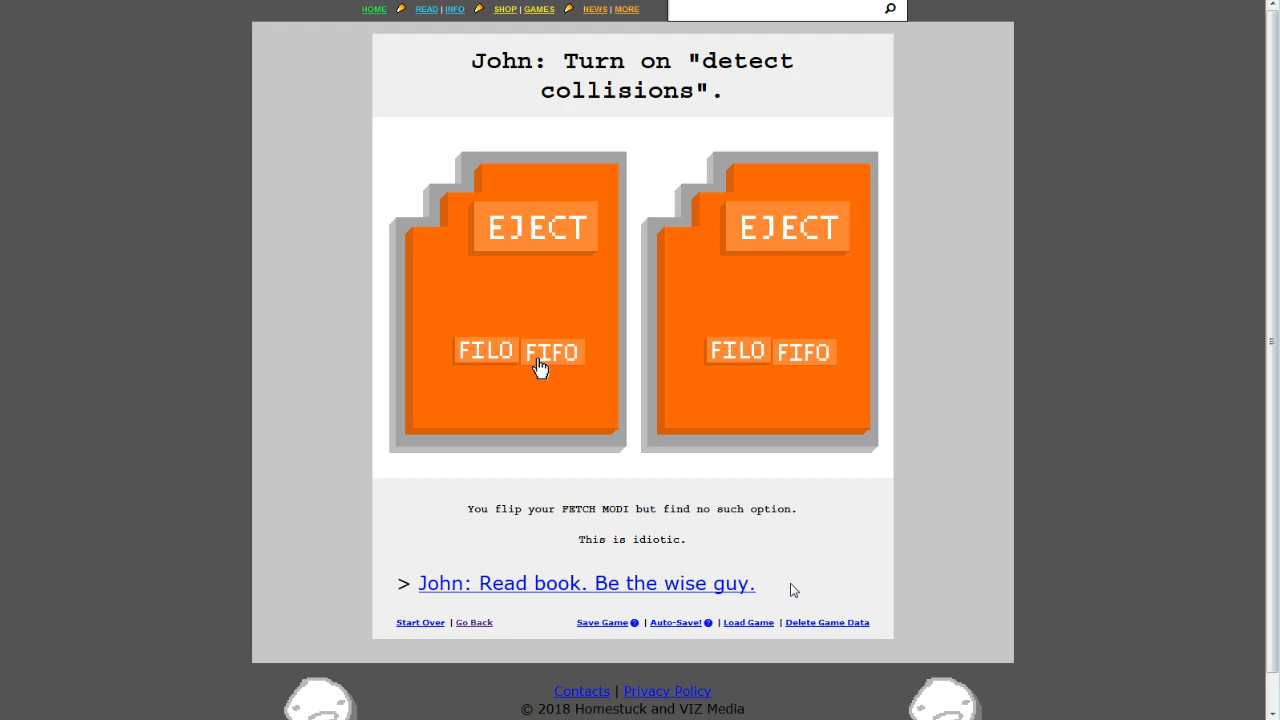 HOME READ | INFO SHOP | GAMES NEWS | MORE
John: Turn on "detect
collisions".
EJECT EJECT
FILO FIFO FILO FIFO
You flip your FETCH MODI but find no such option.
This is idiotic.
> John: Read book. Be the wise guy.
Start Over | Go Back Save Game ? | Auto-Save! ? | Load Game | Delete Game Data
Contacts | Privacy Policy
© 2018 Homestuck and VIZ Media